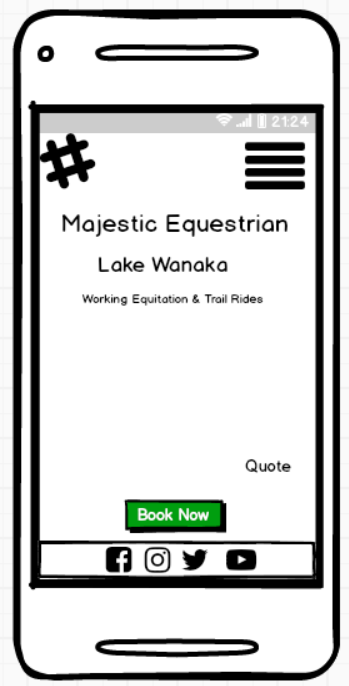 21:24
#
Majestic Equestrian
Lake Wanaka
Working Equitation & Trail Rides
Quote
Book Now